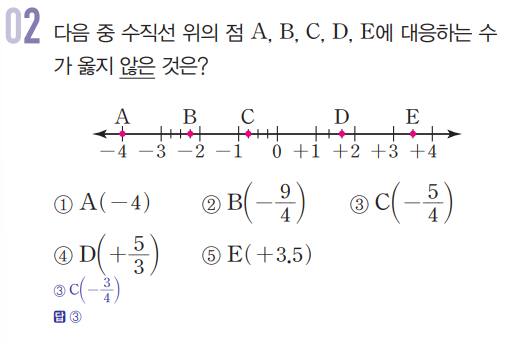 02 다음 중 수직선 위의 점 A, B, C, D, E에 대응하는 수
가 옳지 않은 것은?
A B C D E
−4 −3 −2 −1 0 +1 +2 +3 +4
① A(−4) ② B(−9/4) ③ C(−5/4)
④ D(+5/3) ⑤ E(+3.5)
③ C(−3/4)
답 ③